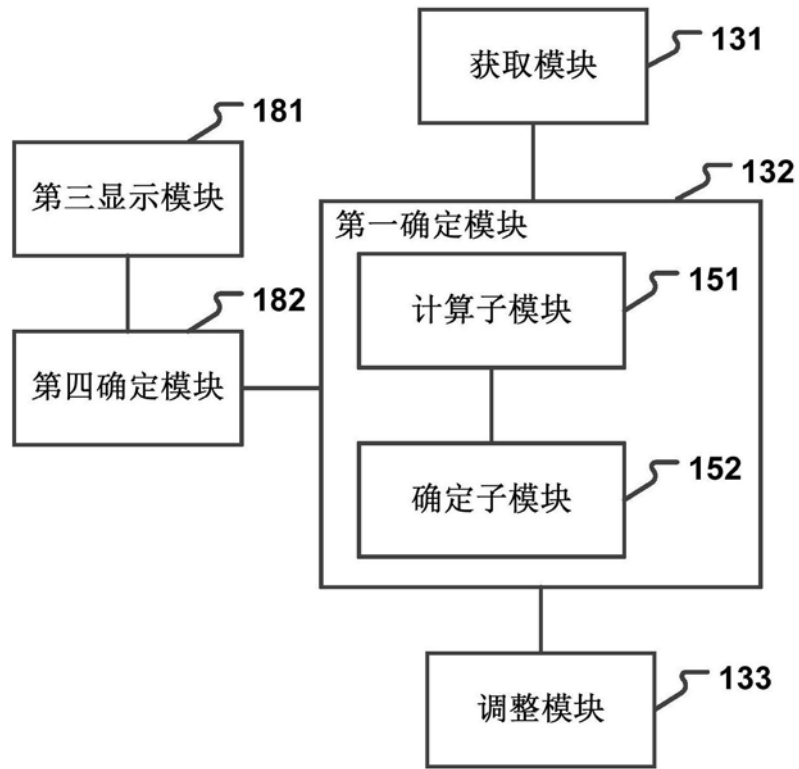 131
获取模块
181
第三显示模块
132
第一确定模块
151
计算子模块
182
第四确定模块
152
确定子模块
133
调整模块